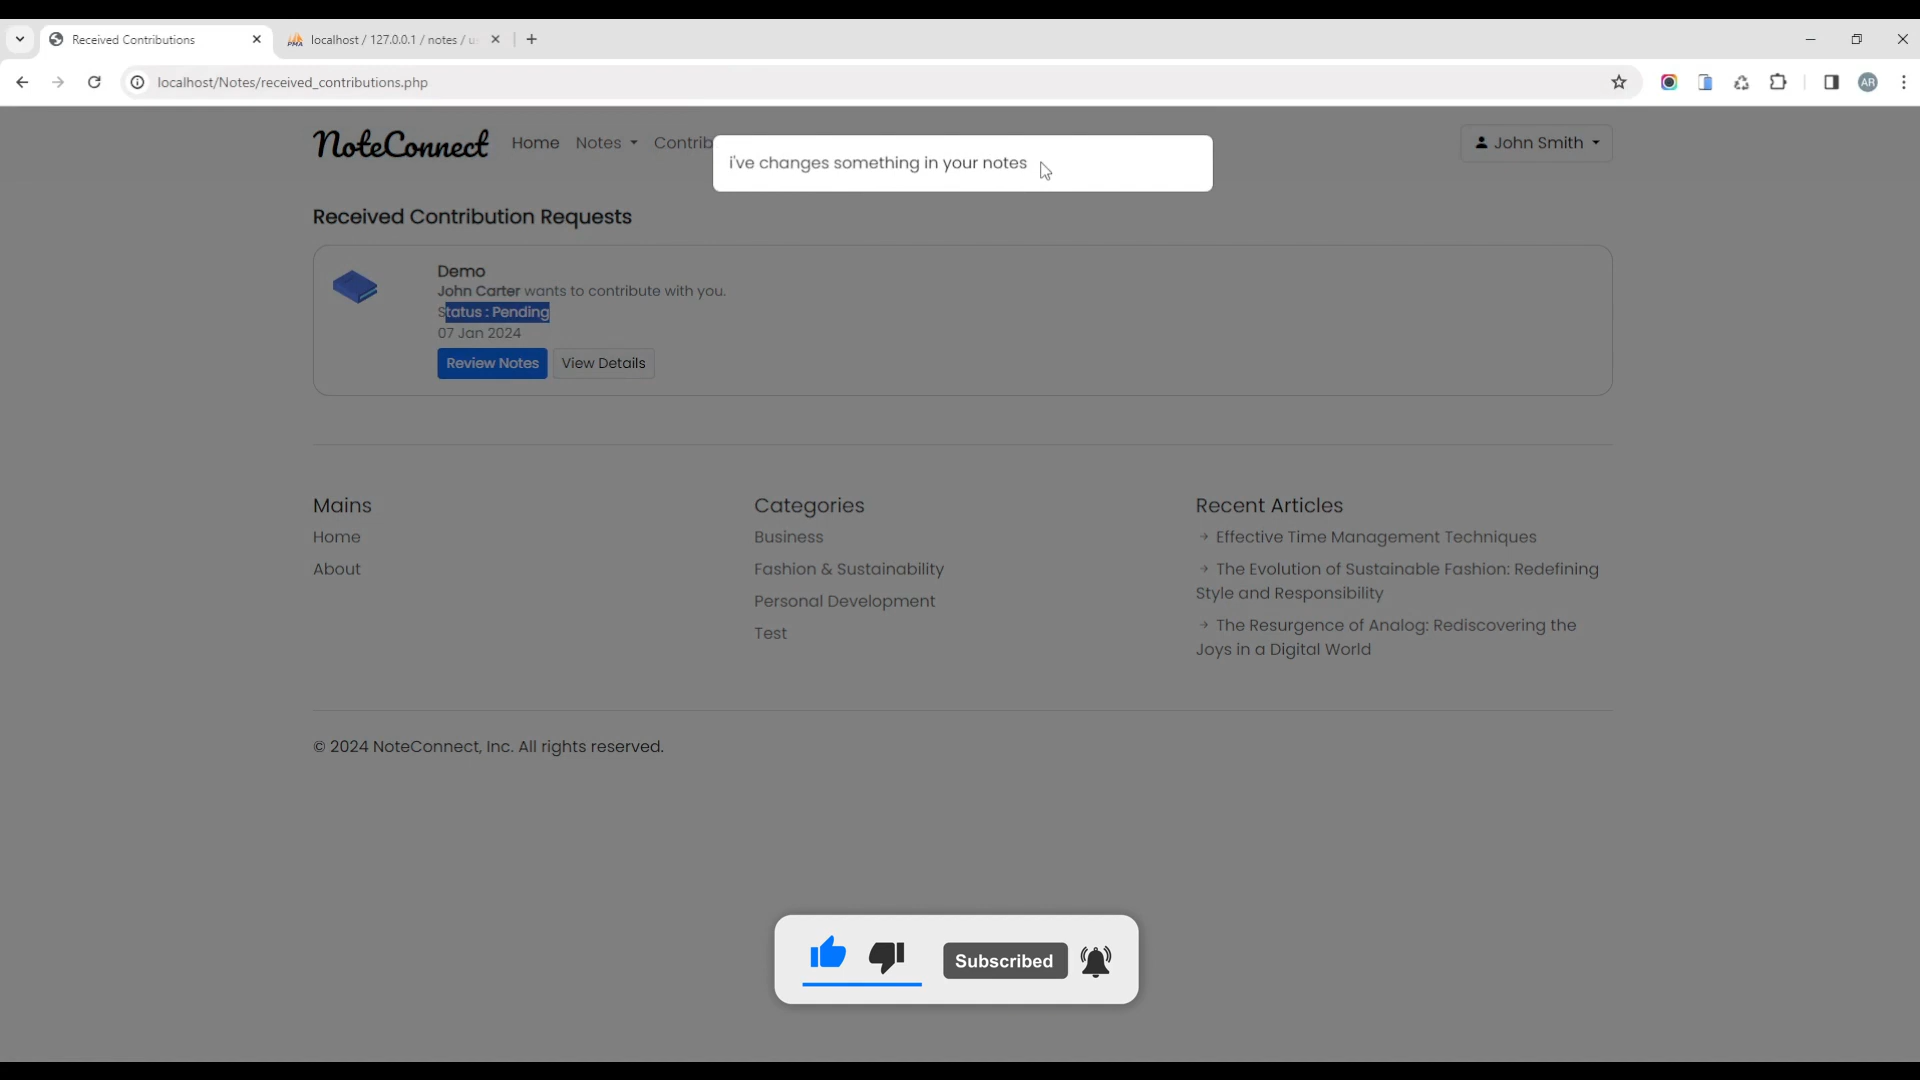 Received Contributions
localhost / 127.0.0.1 / notes / u
localhost/Notes/received_contributions.php
AR
NoteConnect Home Notes Contrib
John Smith
i've changes something in your notes
Received Contribution Requests
Demo
John Carter wants to contribute with you.
Status : Pending
07 Jan 2024
Review Notes View Details
Mains
Home
About
Categories
Business
Fashion & Sustainability
Personal Development
Test
Recent Articles
→ Effective Time Management Techniques
→ The Evolution of Sustainable Fashion: Redefining
Style and Responsibility
→ The Resurgence of Analog: Rediscovering the
Joys in a Digital World
© 2024 NoteConnect, Inc. All rights reserved.
Subscribed